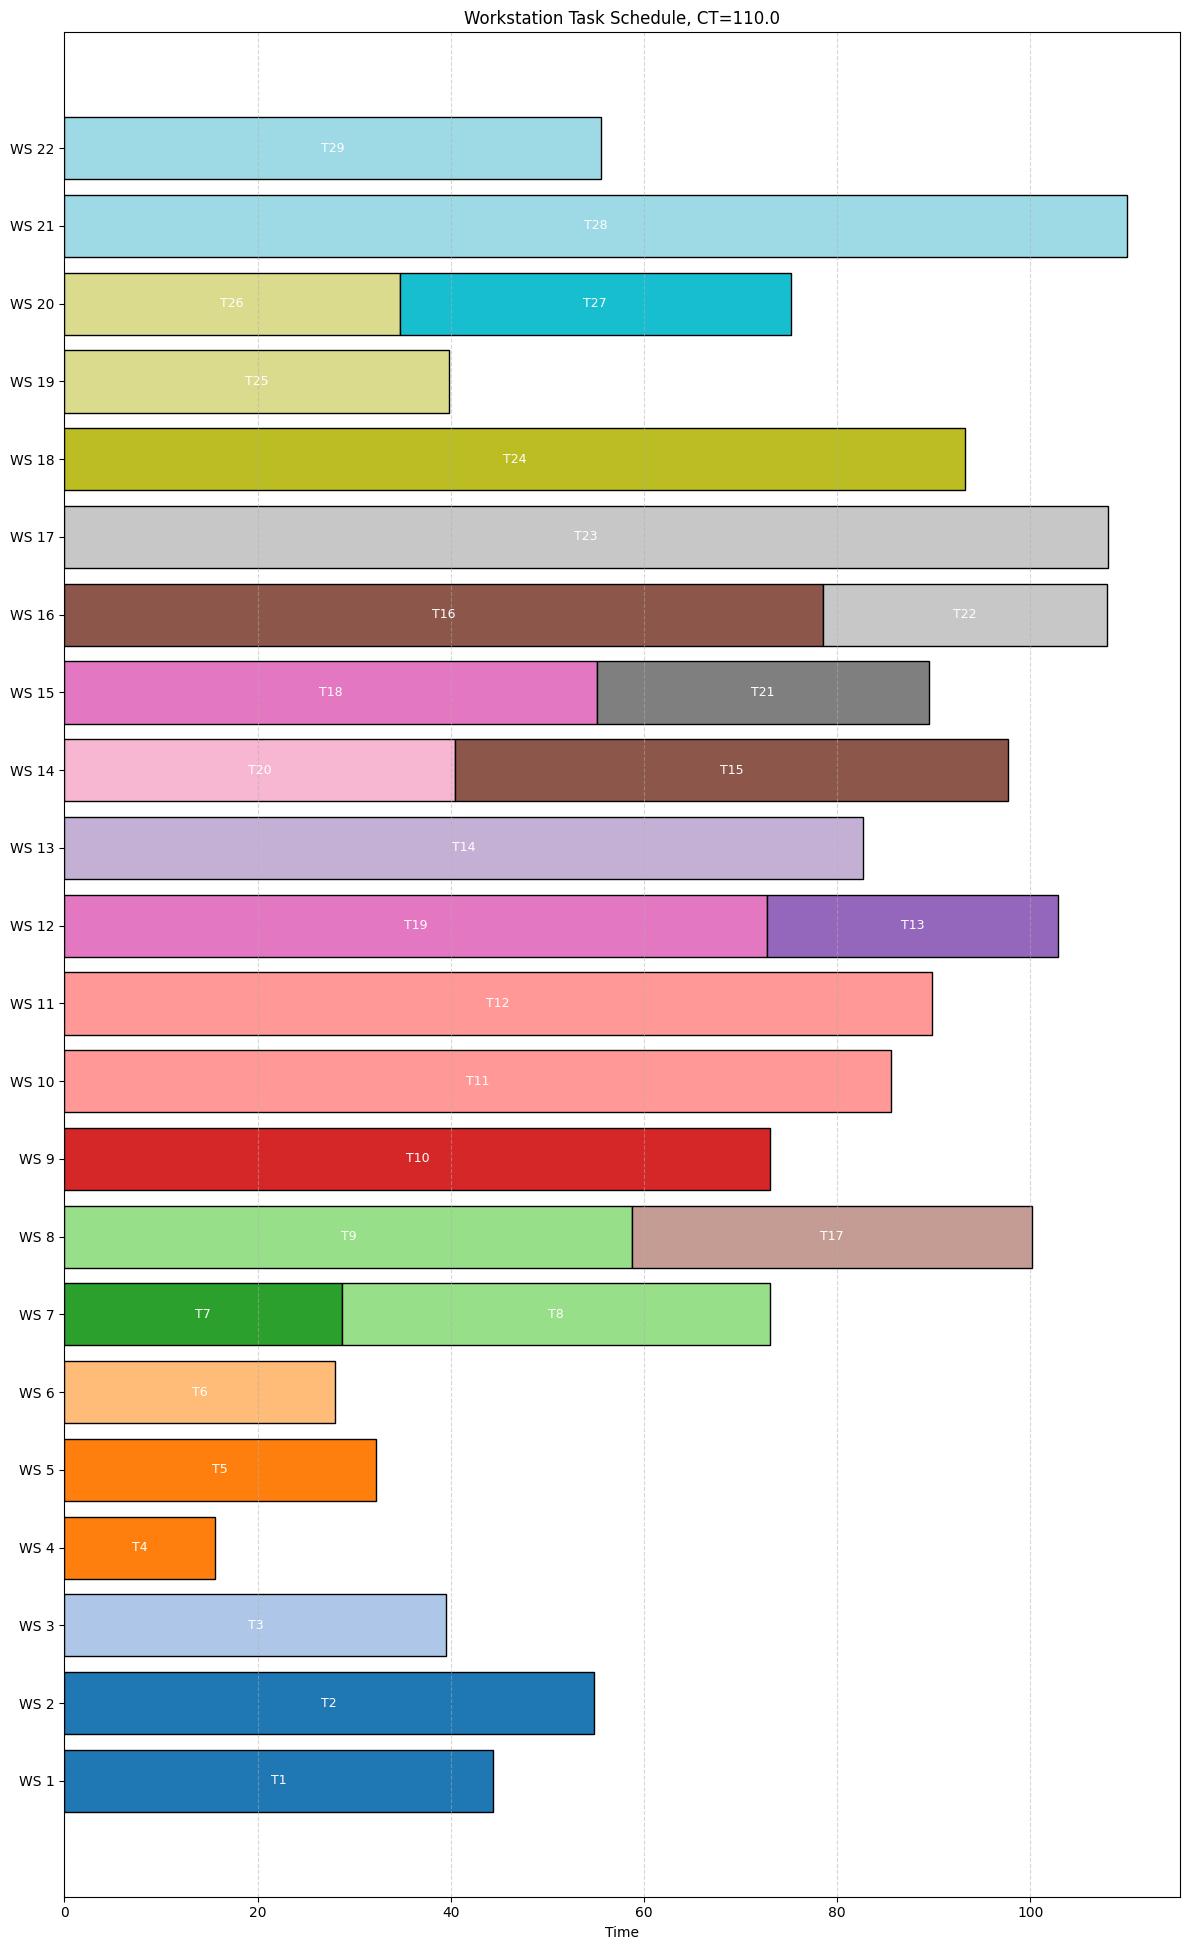 Workstation Task Schedule, CT=110.0
WS 22 T29
WS 21 T28
WS 20 T26 T27
WS 19 T25
WS 18 T24
WS 17 T23
WS 16 T16 T22
WS 15 T18 T21
WS 14 T20 T15
WS 13 T14
WS 12 T19 T13
WS 11 T12
WS 10 T11
WS 9 T10
WS 8 T9 T17
WS 7 T7 T8
WS 6 T6
WS 5 T5
WS 4 T4
WS 3 T3
WS 2 T2
WS 1 T1
0 20 40 60 80 100
Time